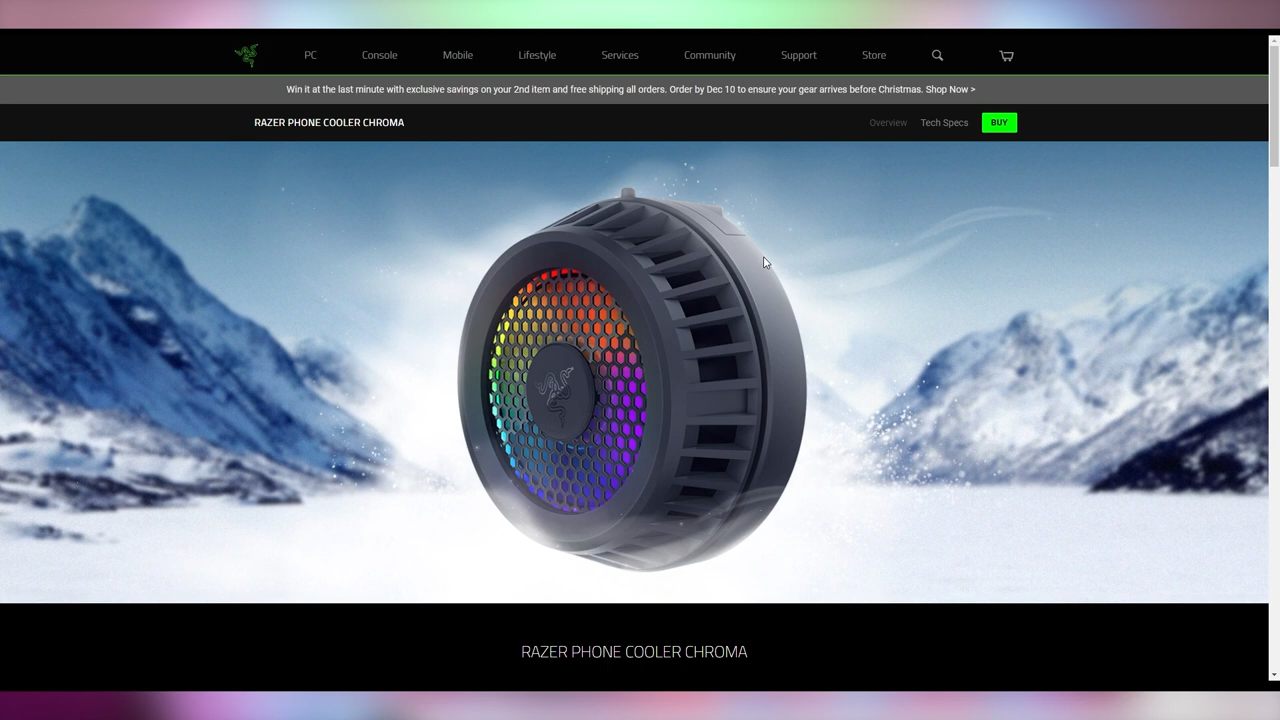 PC Console Mobile Lifestyle Services Community Support Store
Win it at the last minute with exclusive savings on your 2nd item and free shipping all orders. Order by Dec 10 to ensure your gear arrives before Christmas. Shop Now >
RAZER PHONE COOLER CHROMA Overview Tech Specs BUY
RAZER PHONE COOLER CHROMA